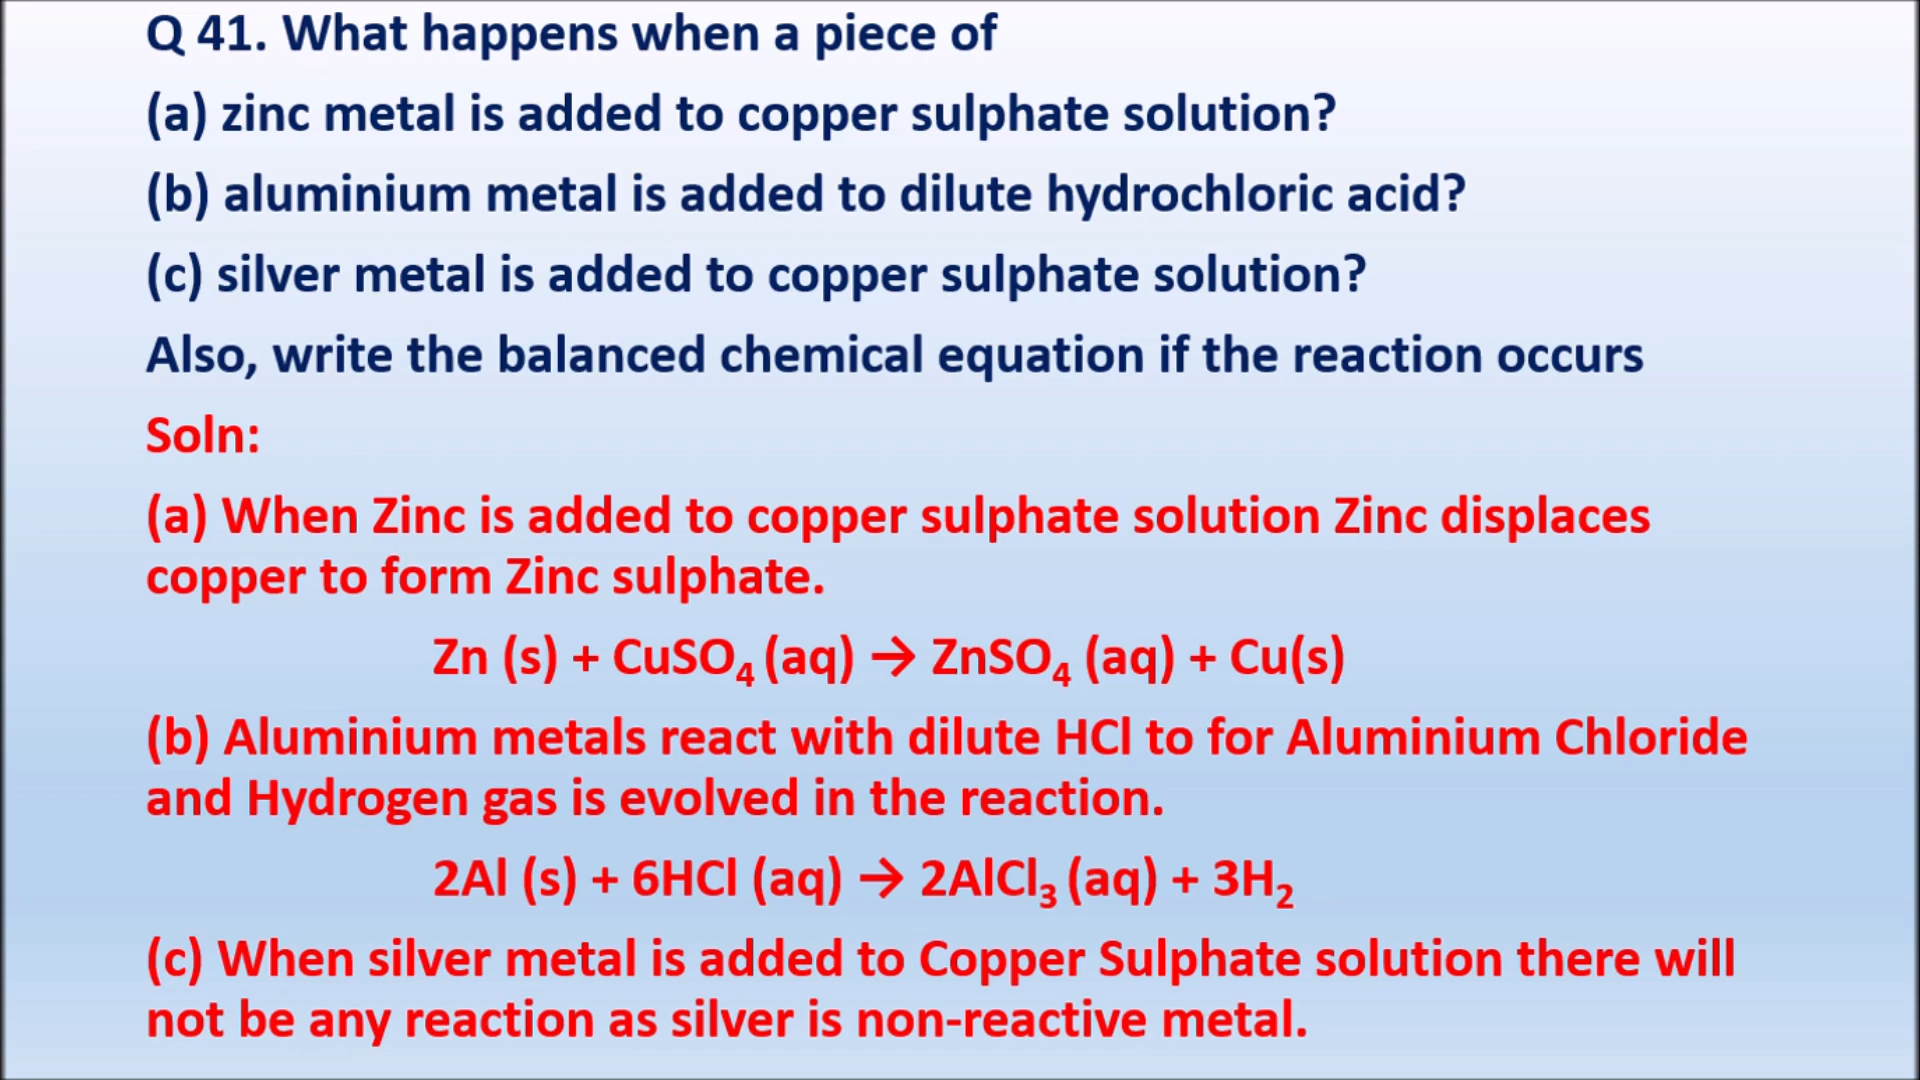 Q 41. What happens when a piece of
(a) zinc metal is added to copper sulphate solution?
(b) aluminium metal is added to dilute hydrochloric acid?
(c) silver metal is added to copper sulphate solution?
Also, write the balanced chemical equation if the reaction occurs
Soln:
(a) When Zinc is added to copper sulphate solution Zinc displaces
copper to form Zinc sulphate.
Zn (s) + CuSO₄ (aq) → ZnSO₄ (aq) + Cu(s)
(b) Aluminium metals react with dilute HCl to for Aluminium Chloride
and Hydrogen gas is evolved in the reaction.
2Al (s) + 6HCl (aq) → 2AlCl₃ (aq) + 3H₂
(c) When silver metal is added to Copper Sulphate solution there will
not be any reaction as silver is non-reactive metal.